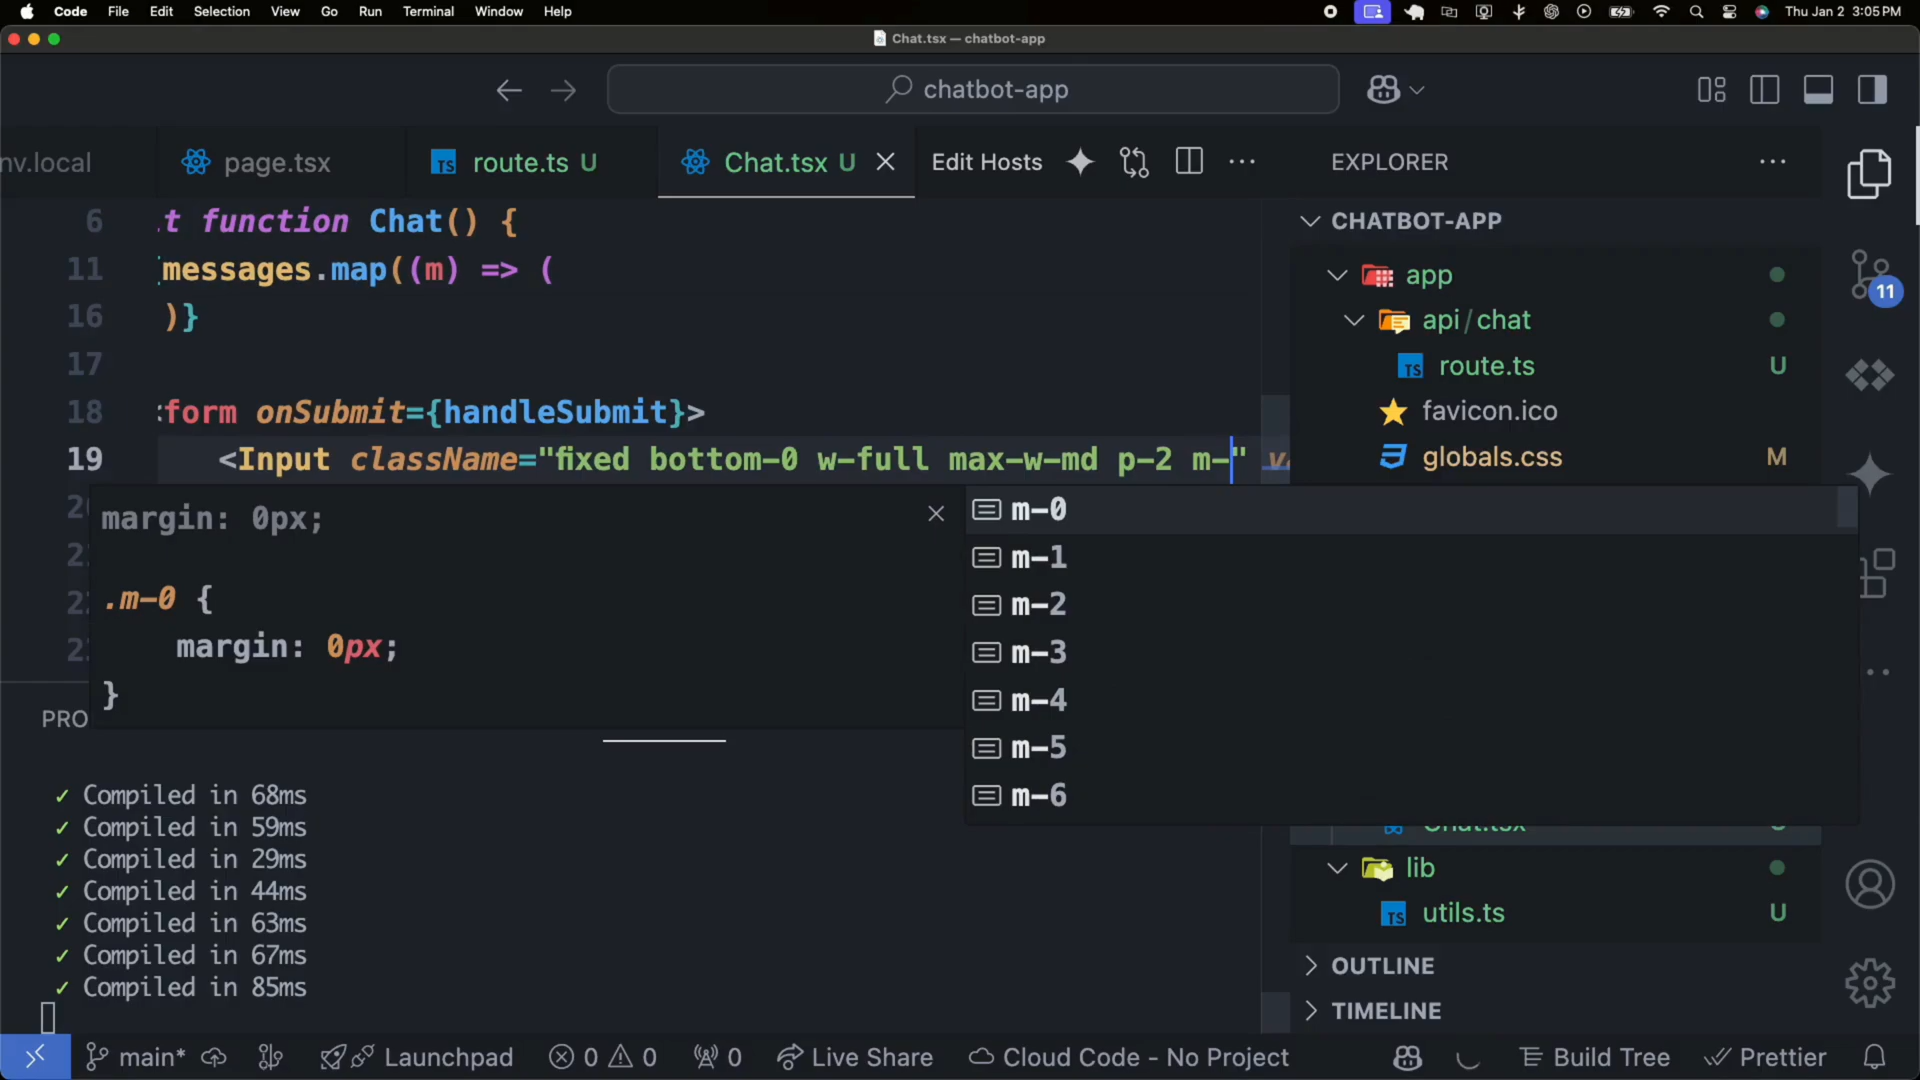 Code File Edit Selection View Go Run Terminal Window Help Thu Jan 2 3:05 PM
Chat.tsx — chatbot-app
chatbot-app
nv.local page.tsx route.ts U Chat.tsx U Edit Hosts
EXPLORER
6 t function Chat() {
11 messages.map((m) => (
16 )}
17
18 form onSubmit={handleSubmit}>
19 <Input className="fixed bottom-0 w-full max-w-md p-2 m-"
margin: 0px;
.m-0 {
margin: 0px;
}
m-0
m-1
m-2
m-3
m-4
m-5
m-6
PRO
✓ Compiled in 68ms
✓ Compiled in 59ms
✓ Compiled in 29ms
✓ Compiled in 44ms
✓ Compiled in 63ms
✓ Compiled in 67ms
✓ Compiled in 85ms
CHATBOT-APP
app
api/chat
route.ts U
favicon.ico
globals.css M
lib
utils.ts U
OUTLINE
TIMELINE
11
main* Launchpad 0 0 0 Live Share Cloud Code - No Project Build Tree Prettier